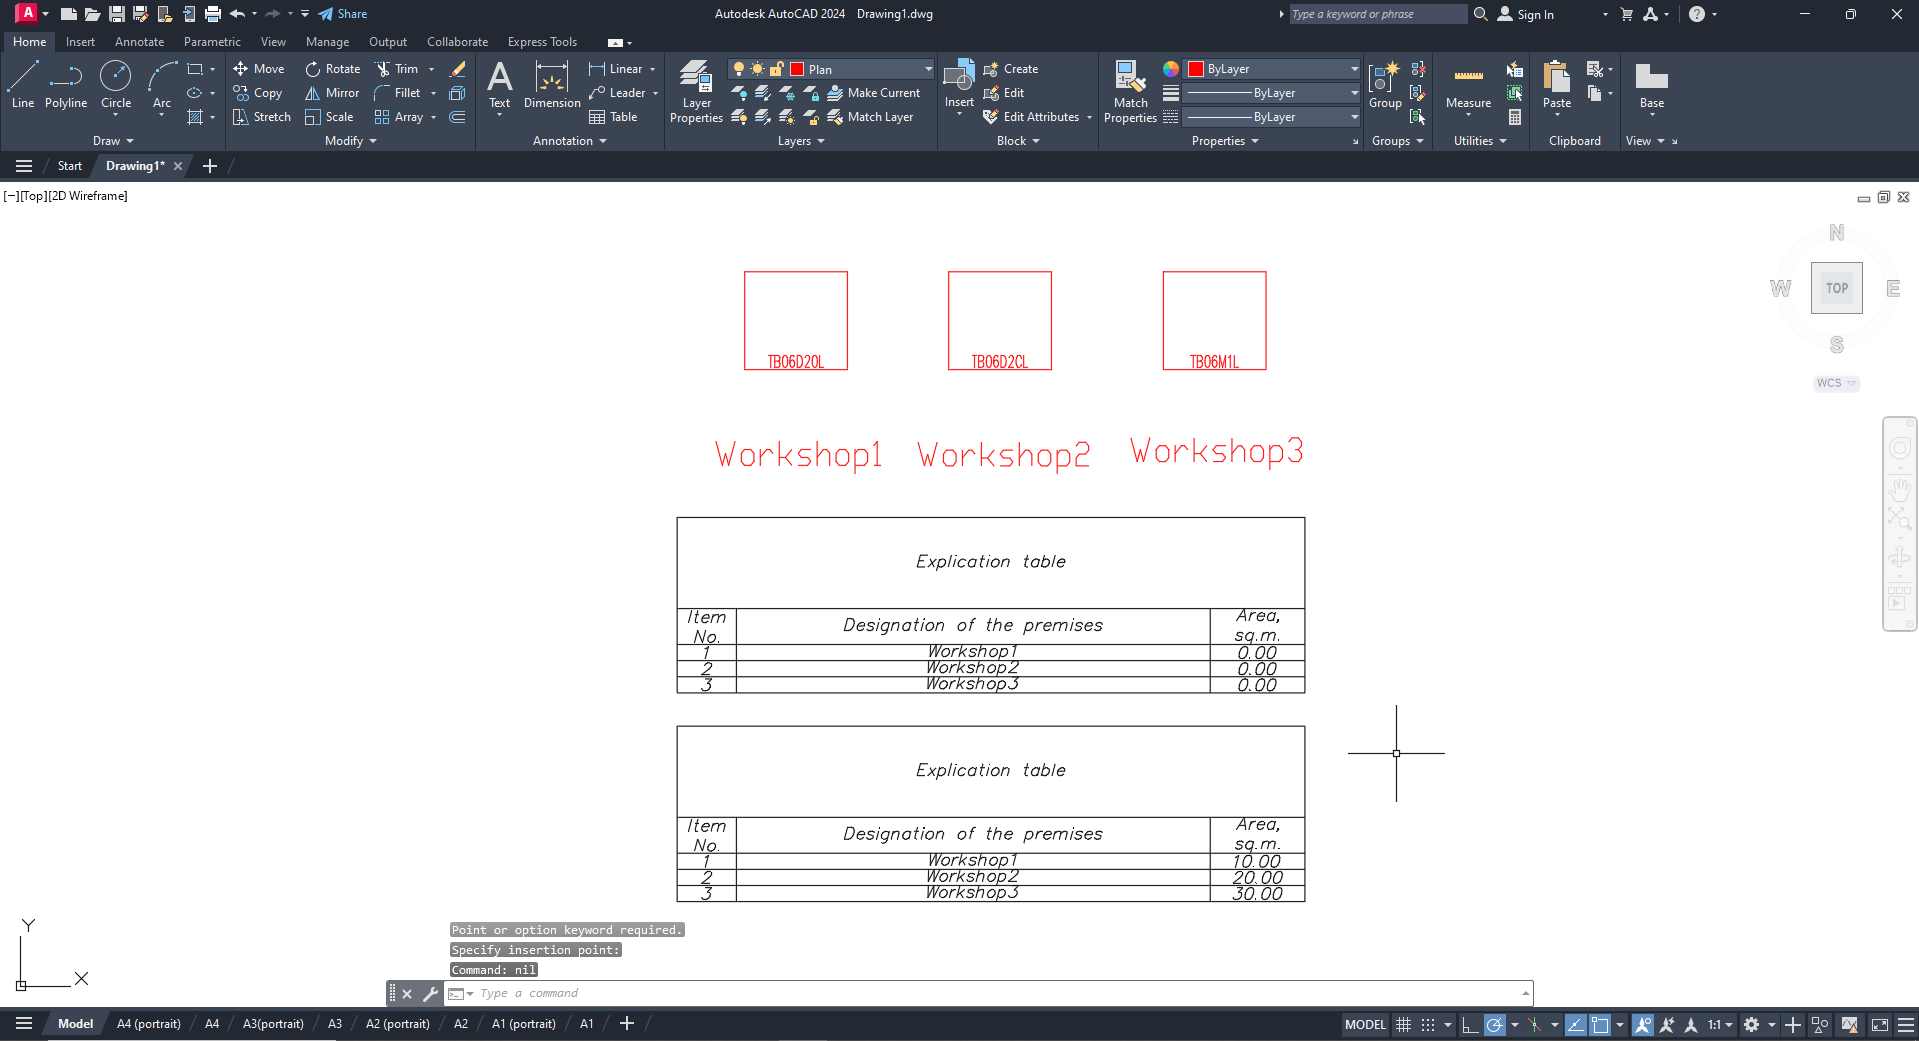 A Share Autodesk AutoCAD 2024 Drawing1.dwg Type a keyword or phrase Sign In
Home Insert Annotate Parametric View Manage Output Collaborate Express Tools
Line Polyline Circle Arc
Draw
Move Rotate Trim
Copy Mirror Fillet
Stretch Scale Array
Modify
Text Dimension
Linear
Leader
Table
Annotation
Layer Properties
Plan
Make Current
Match Layer
Layers
Insert
Create
Edit
Edit Attributes
Block
Match Properties
ByLayer
ByLayer
ByLayer
Properties
Group
Groups
Measure
Utilities
Paste
Clipboard
Base
View
Start Drawing1*
[−][Top][2D Wireframe]
N
W TOP E
S
WCS
TB06D20L TB06D2CL TB06M1L
Workshop1 Workshop2 Workshop3
Explication table
Item No. Designation of the premises Area, sq.m.
1 Workshop1 0.00
2 Workshop2 0.00
3 Workshop3 0.00
Explication table
Item No. Designation of the premises Area, sq.m.
1 Workshop1 10.00
2 Workshop2 20.00
3 Workshop3 30.00
Y
X
Point or option keyword required.
Specify insertion point:
Command: nil
Type a command
Model A4 (portrait) A4 A3(portrait) A3 A2 (portrait) A2 A1 (portrait) A1 MODEL 1:1